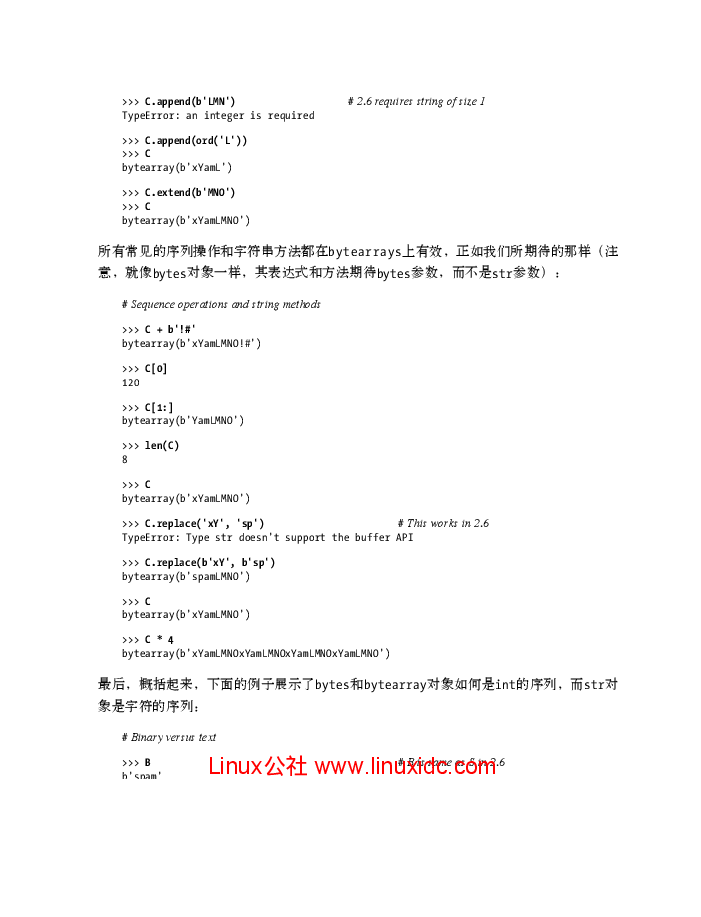 >>> C.append(b'LMN') # 2.6 requires string of size 1
TypeError: an integer is required
>>> C.append(ord('L'))
>>> C
bytearray(b'xYamL')
>>> C.extend(b'MNO')
>>> C
bytearray(b'xYamLMNO')
所有常见的序列操作和字符串方法都在bytearrays上有效，正如我们所期待的那样（注
意，就像bytes对象一样，其表达式和方法期待bytes参数，而不是str参数）：
# Sequence operations and string methods
>>> C + b'!#'
bytearray(b'xYamLMNO!#')
>>> C[0]
120
>>> C[1:]
bytearray(b'YamLMNO')
>>> len(C)
8
>>> C
bytearray(b'xYamLMNO')
>>> C.replace('xY', 'sp') # This works in 2.6
TypeError: Type str doesn't support the buffer API
>>> C.replace(b'xY', b'sp')
bytearray(b'spamLMNO')
>>> C
bytearray(b'xYamLMNO')
>>> C * 4
bytearray(b'xYamLMNOxYamLMNOxYamLMNOxYamLMNO')
最后，概括起来，下面的例子展示了bytes和bytearray对象如何是int的序列，而str对
象是字符的序列：
# Binary versus text
>>> B # B is same as S in 2.6
Linux公社 www.linuxidc.com
b'spam'